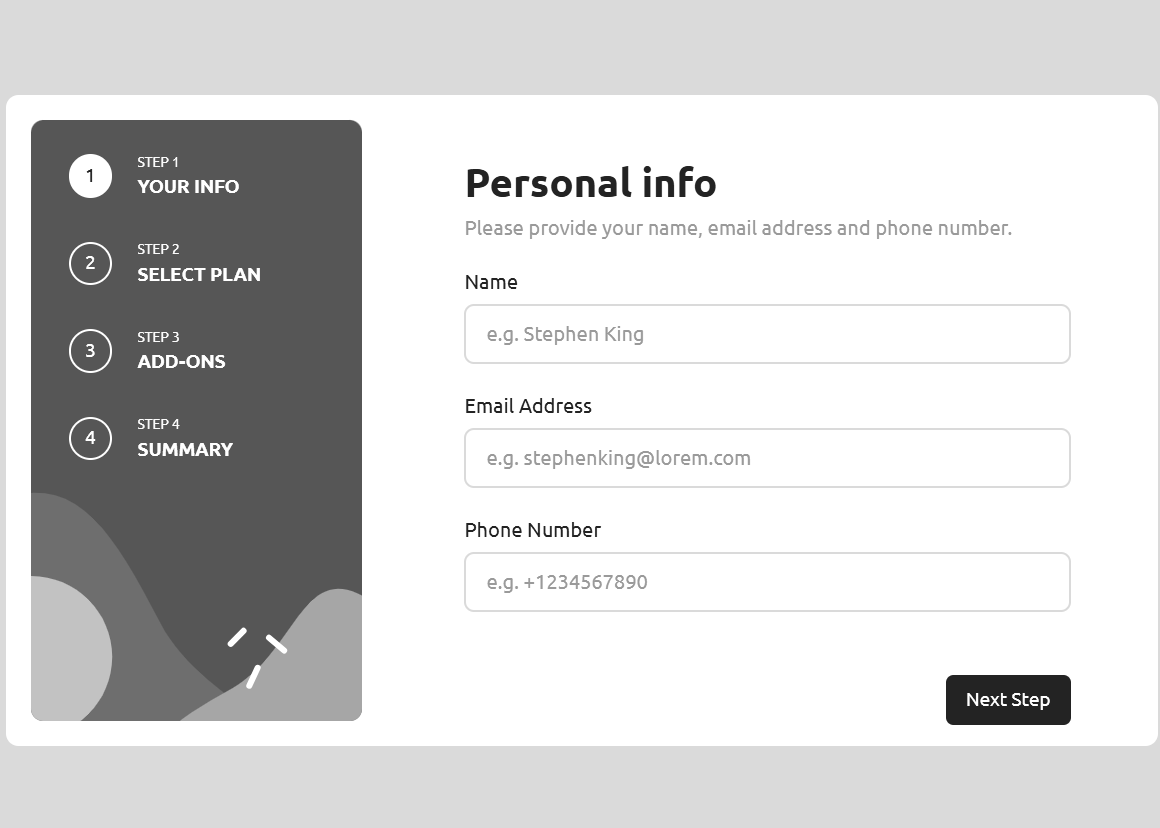 1
STEP 1
YOUR INFO
2
STEP 2
SELECT PLAN
3
STEP 3
ADD-ONS
4
STEP 4
SUMMARY
Personal info
Please provide your name, email address and phone number.
Name
e.g. Stephen King
Email Address
e.g. stephenking@lorem.com
Phone Number
e.g. +1234567890
Next Step